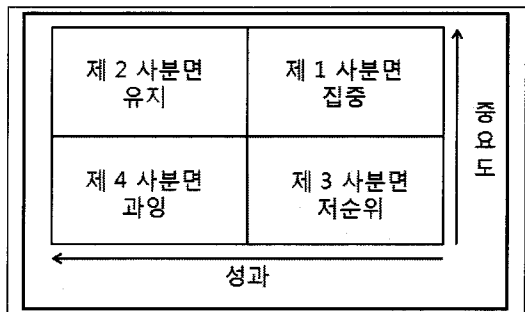 제 2 사분면
유지
제 1 사분면
집중
제 4 사분면
과잉
제 3 사분면
저순위
중요도
성과